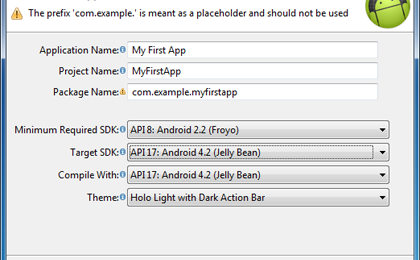 The prefix 'com.example.' is meant as a placeholder and should not be used
Application Name: My First App
Project Name: MyFirstApp
Package Name: com.example.myfirstapp
Minimum Required SDK: API 8: Android 2.2 (Froyo)
Target SDK: API 17: Android 4.2 (Jelly Bean)
Compile With: API 17: Android 4.2 (Jelly Bean)
Theme: Holo Light with Dark Action Bar